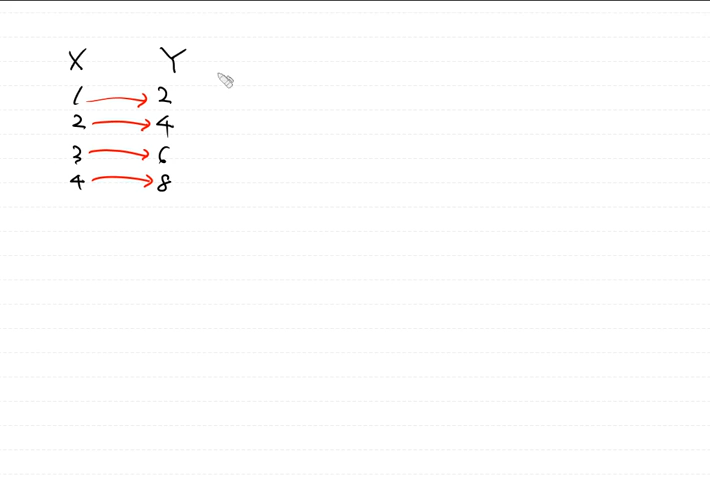 X Y
1 → 2
2 → 4
3 → 6
4 → 8